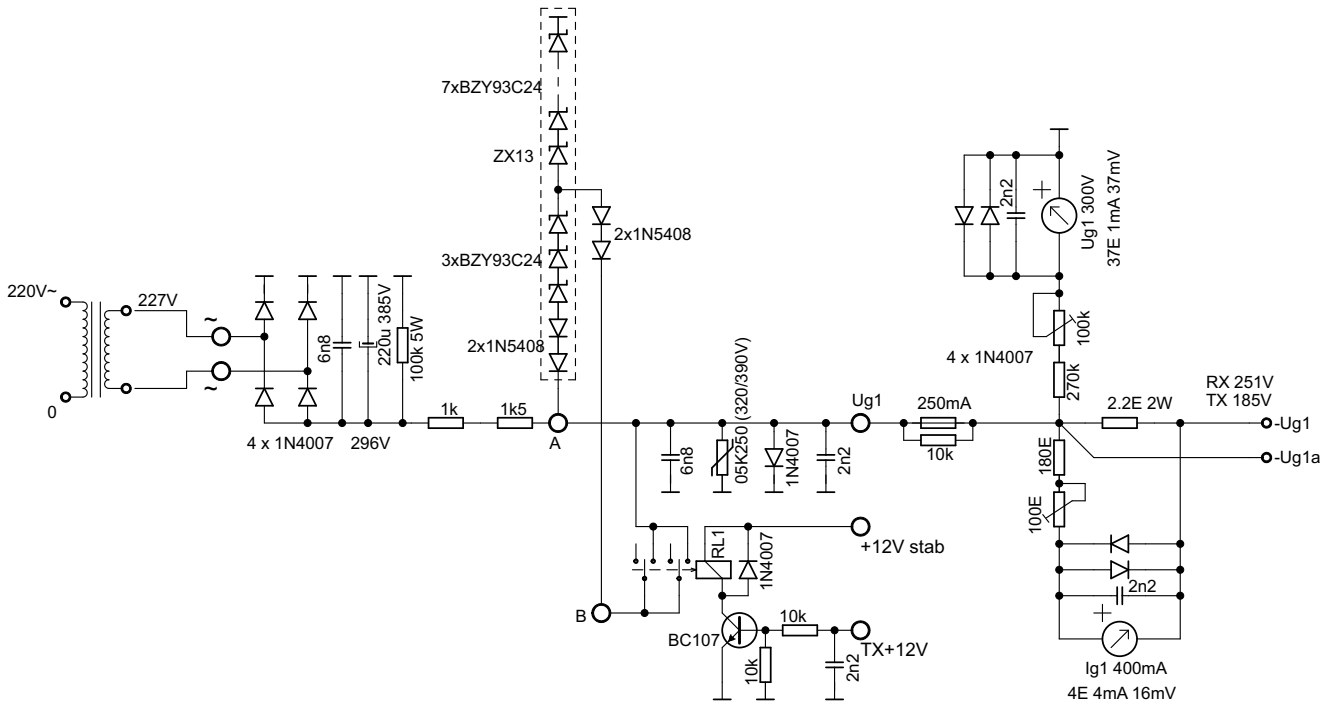 7xBZY93C24
ZX13
3xBZY93C24
2x1N5408
2x1N5408
220V~
0
227V
~
~
4 x 1N4007
6n8
220u 385V
296V
100k 5W
1k
1k5
A
6n8
05K250 (320/390V)
1N4007
2n2
Ug1
250mA
10k
RL1
1N4007
+12V stab
B
BC107
10k
10k
2n2
TX+12V
2n2
+
Ug1 300V
37E 1mA 37mV
100k
4 x 1N4007
270k
2.2E 2W
RX 251V
TX 185V
-Ug1
-Ug1a
180E
100E
2n2
+
Ig1 400mA
4E 4mA 16mV